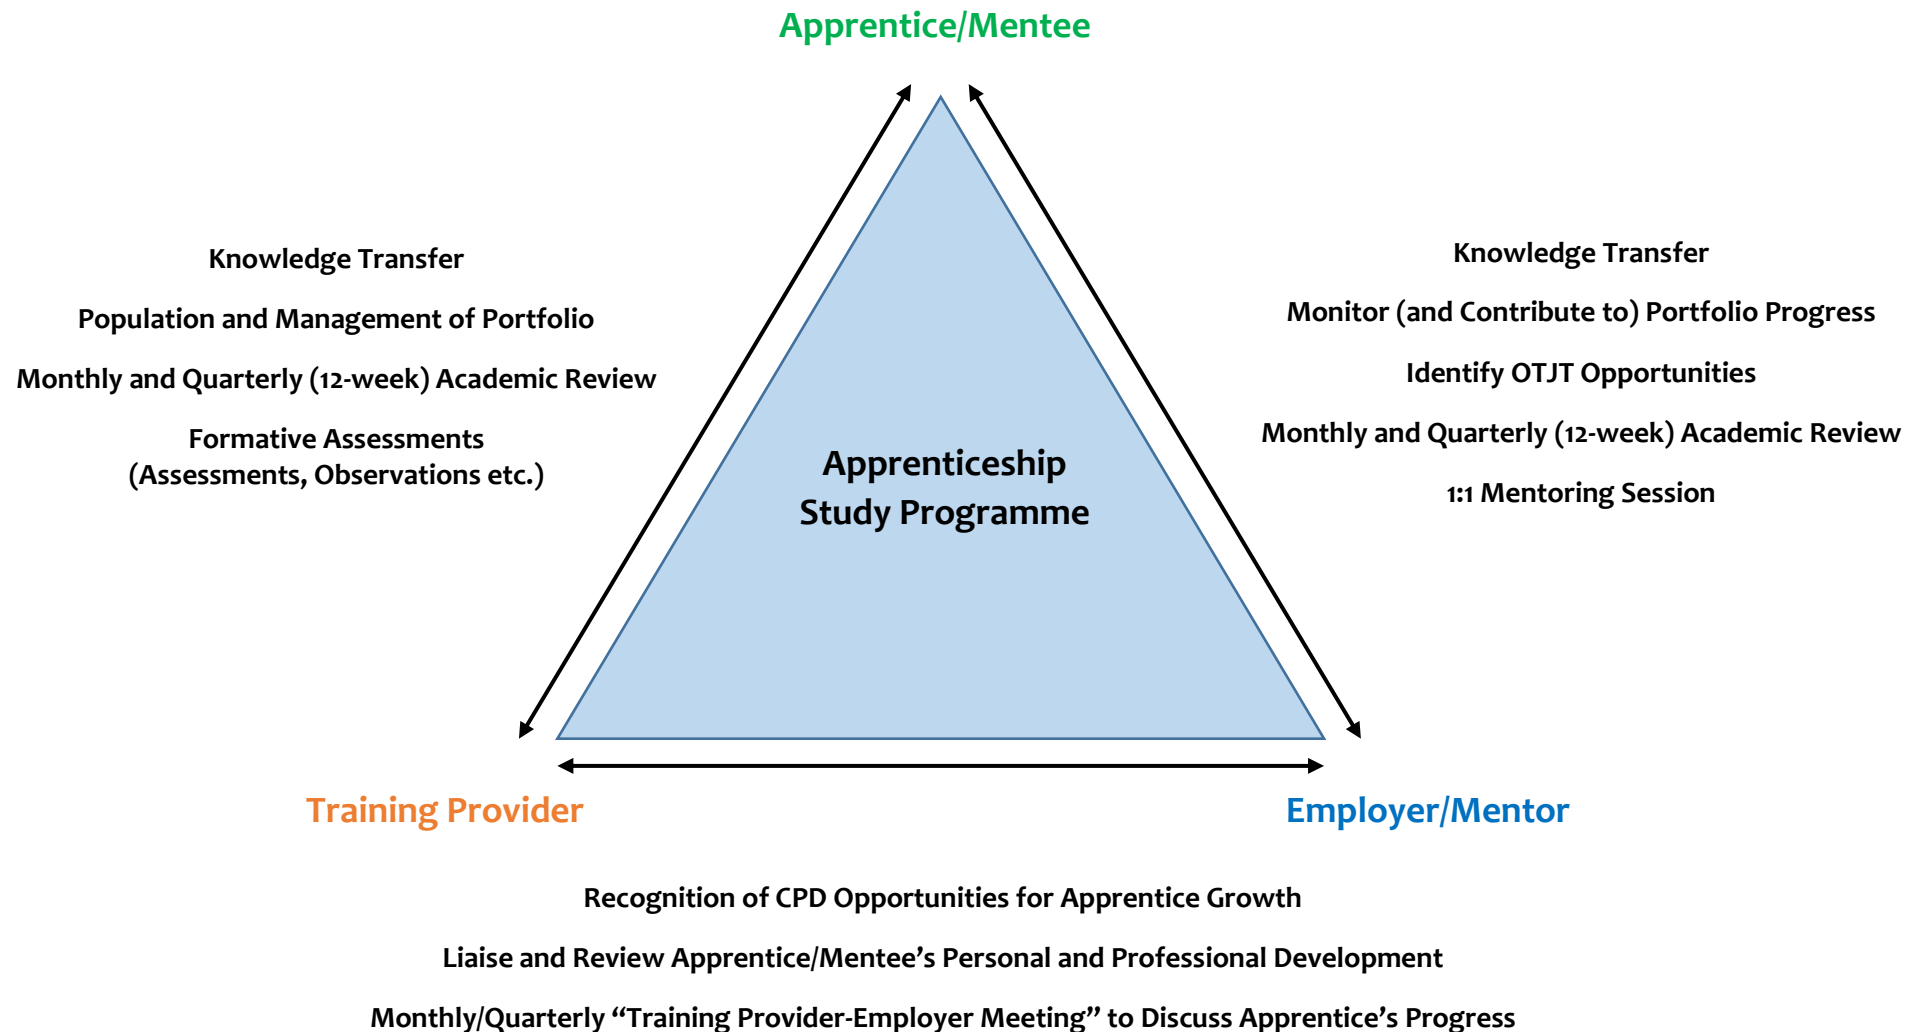 Apprentice/Mentee
Knowledge Transfer
Population and Management of Portfolio
Monthly and Quarterly (12-week) Academic Review
Formative Assessments
(Assessments, Observations etc.)
Knowledge Transfer
Monitor (and Contribute to) Portfolio Progress
Identify OTJT Opportunities
Monthly and Quarterly (12-week) Academic Review
1:1 Mentoring Session
Apprenticeship
Study Programme
Training Provider
Employer/Mentor
Recognition of CPD Opportunities for Apprentice Growth
Liaise and Review Apprentice/Mentee’s Personal and Professional Development
Monthly/Quarterly “Training Provider-Employer Meeting” to Discuss Apprentice’s Progress